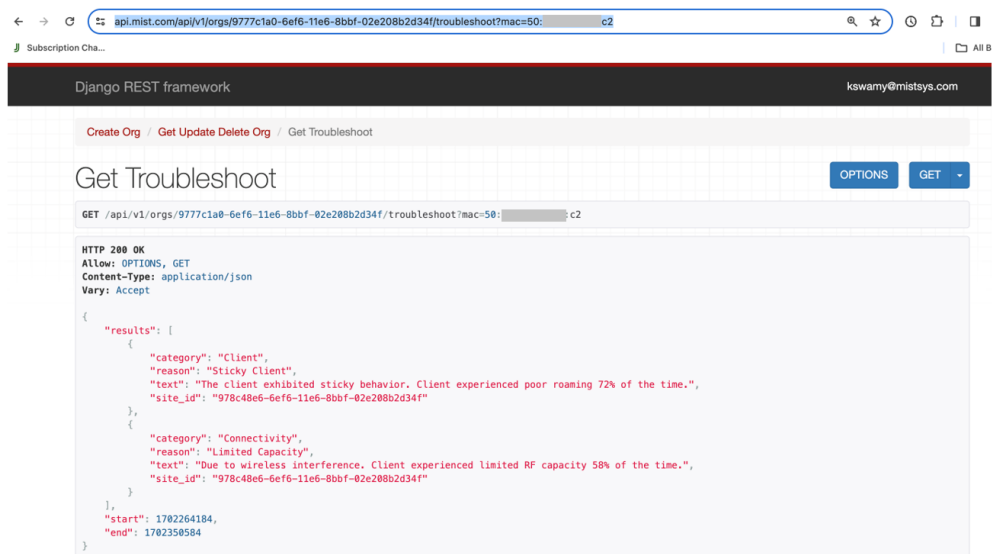 api.mist.com/api/v1/orgs/9777c1a0-6ef6-11e6-8bbf-02e208b2d34f/troubleshoot?mac=50: c2
Subscription Cha...
All B
Django REST framework
kswamy@mistsys.com
Create Org / Get Update Delete Org / Get Troubleshoot
Get Troubleshoot
OPTIONS
GET
GET /api/v1/orgs/9777c1a0-6ef6-11e6-8bbf-02e208b2d34f/troubleshoot?mac=50: :c2
HTTP 200 OK
Allow: OPTIONS, GET
Content-Type: application/json
Vary: Accept
{
"results": [
{
"category": "Client",
"reason": "Sticky Client",
"text": "The client exhibited sticky behavior. Client experienced poor roaming 72% of the time.",
"site_id": "978c48e6-6ef6-11e6-8bbf-02e208b2d34f"
},
{
"category": "Connectivity",
"reason": "Limited Capacity",
"text": "Due to wireless interference. Client experienced limited RF capacity 58% of the time.",
"site_id": "978c48e6-6ef6-11e6-8bbf-02e208b2d34f"
}
],
"start": 1702264184,
"end": 1702350584
}